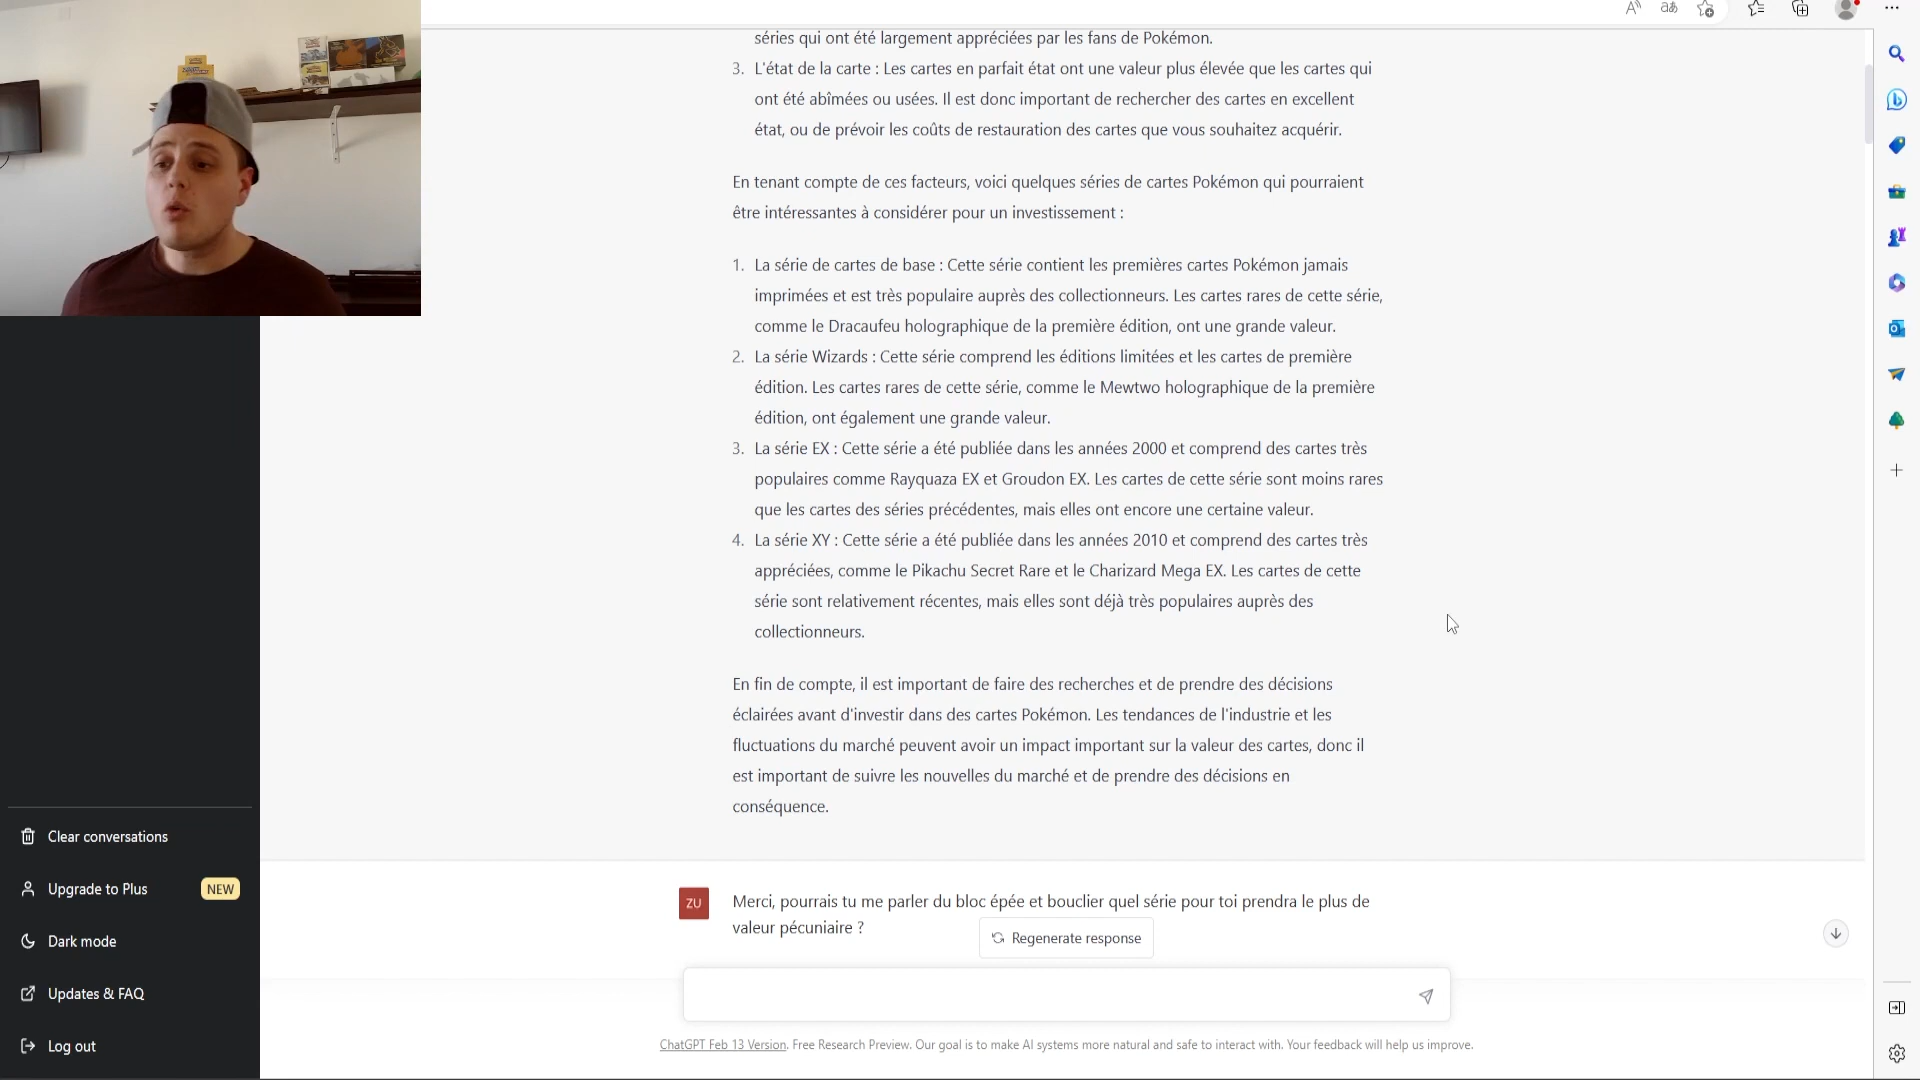 séries qui ont été largement appréciées par les fans de Pokémon.
3. L'état de la carte : Les cartes en parfait état ont une valeur plus élevée que les cartes qui
ont été abîmées ou usées. Il est donc important de rechercher des cartes en excellent
état, ou de prévoir les coûts de restauration des cartes que vous souhaitez acquérir.
En tenant compte de ces facteurs, voici quelques séries de cartes Pokémon qui pourraient
être intéressantes à considérer pour un investissement :
1. La série de cartes de base : Cette série contient les premières cartes Pokémon jamais
imprimées et est très populaire auprès des collectionneurs. Les cartes rares de cette série,
comme le Dracaufeu holographique de la première édition, ont une grande valeur.
2. La série Wizards : Cette série comprend les éditions limitées et les cartes de première
édition. Les cartes rares de cette série, comme le Mewtwo holographique de la première
édition, ont également une grande valeur.
3. La série EX : Cette série a été publiée dans les années 2000 et comprend des cartes très
populaires comme Rayquaza EX et Groudon EX. Les cartes de cette série sont moins rares
que les cartes des séries précédentes, mais elles ont encore une certaine valeur.
4. La série XY : Cette série a été publiée dans les années 2010 et comprend des cartes très
appréciées, comme le Pikachu Secret Rare et le Charizard Mega EX. Les cartes de cette
série sont relativement récentes, mais elles sont déjà très populaires auprès des
collectionneurs.
En fin de compte, il est important de faire des recherches et de prendre des décisions
éclairées avant d'investir dans des cartes Pokémon. Les tendances de l'industrie et les
fluctuations du marché peuvent avoir un impact important sur la valeur des cartes, donc il
est important de suivre les nouvelles du marché et de prendre des décisions en
conséquence.
Clear conversations
Upgrade to Plus NEW
Dark mode
Updates & FAQ
Log out
ZU
Merci, pourrais tu me parler du bloc épée et bouclier quel série pour toi prendra le plus de
valeur pécuniaire ?
Regenerate response
ChatGPT Feb 13 Version. Free Research Preview. Our goal is to make AI systems more natural and safe to interact with. Your feedback will help us improve.